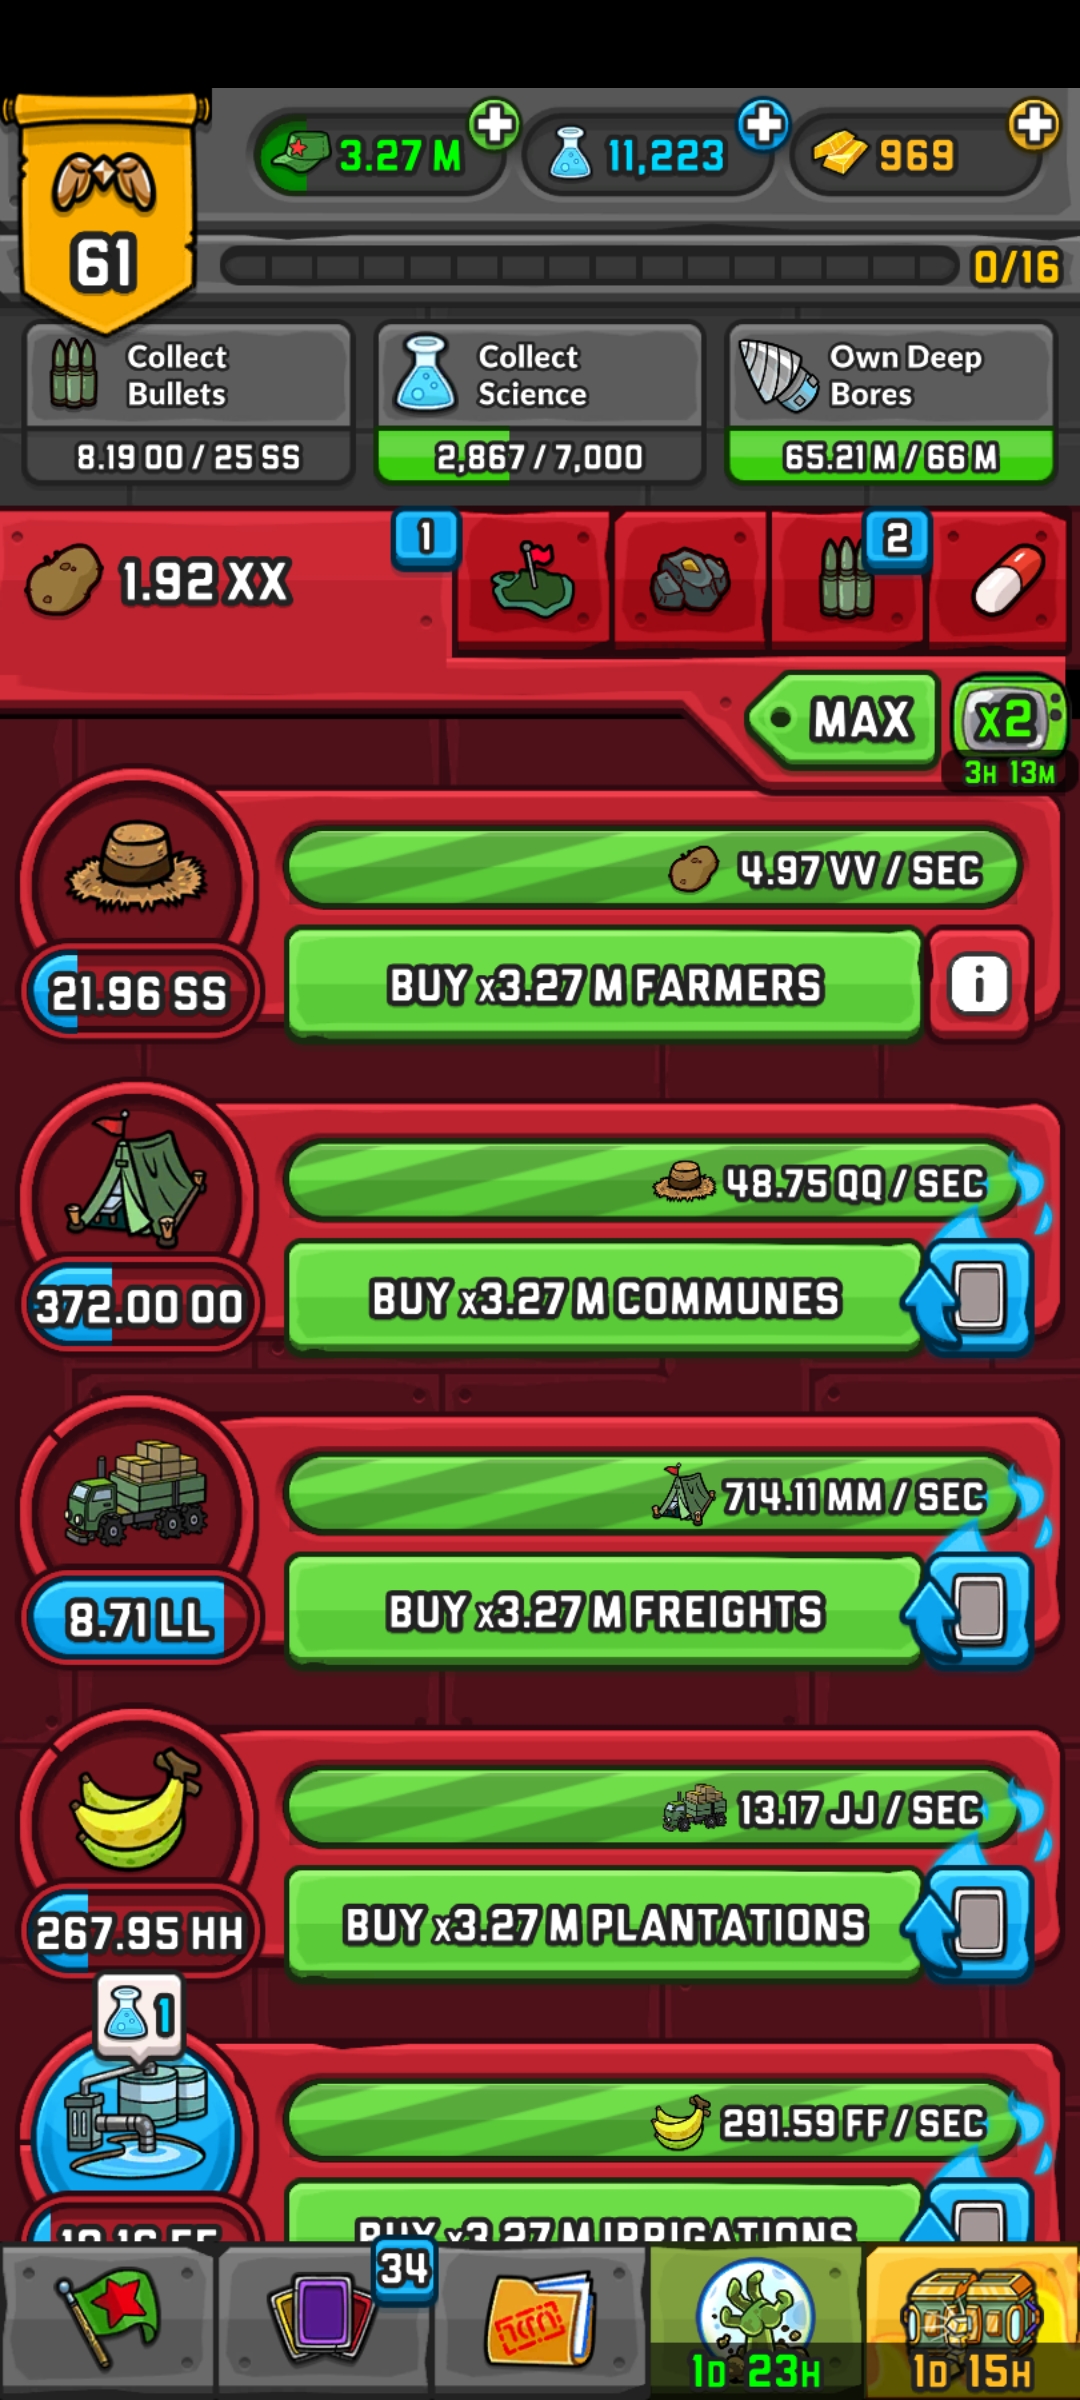 3.27 M
11,223
969
61
0/16
Collect
Bullets
8.19 OO / 25 SS
Collect
Science
2,867 / 7,000
Own Deep
Bores
65.21 M / 66 M
1.92 XX
1
2
MAX
x2
3H 13M
4.97 VV / SEC
21.96 SS
BUY x3.27 M FARMERS
i
48.75 QQ / SEC
372.00 OO
BUY x3.27 M COMMUNES
714.11 MM / SEC
8.71 LL
BUY x3.27 M FREIGHTS
13.17 JJ / SEC
267.95 HH
BUY x3.27 M PLANTATIONS
1
291.59 FF / SEC
BUY x3.27 M IRRIGATIONS
34
1D 23H
1D 15H